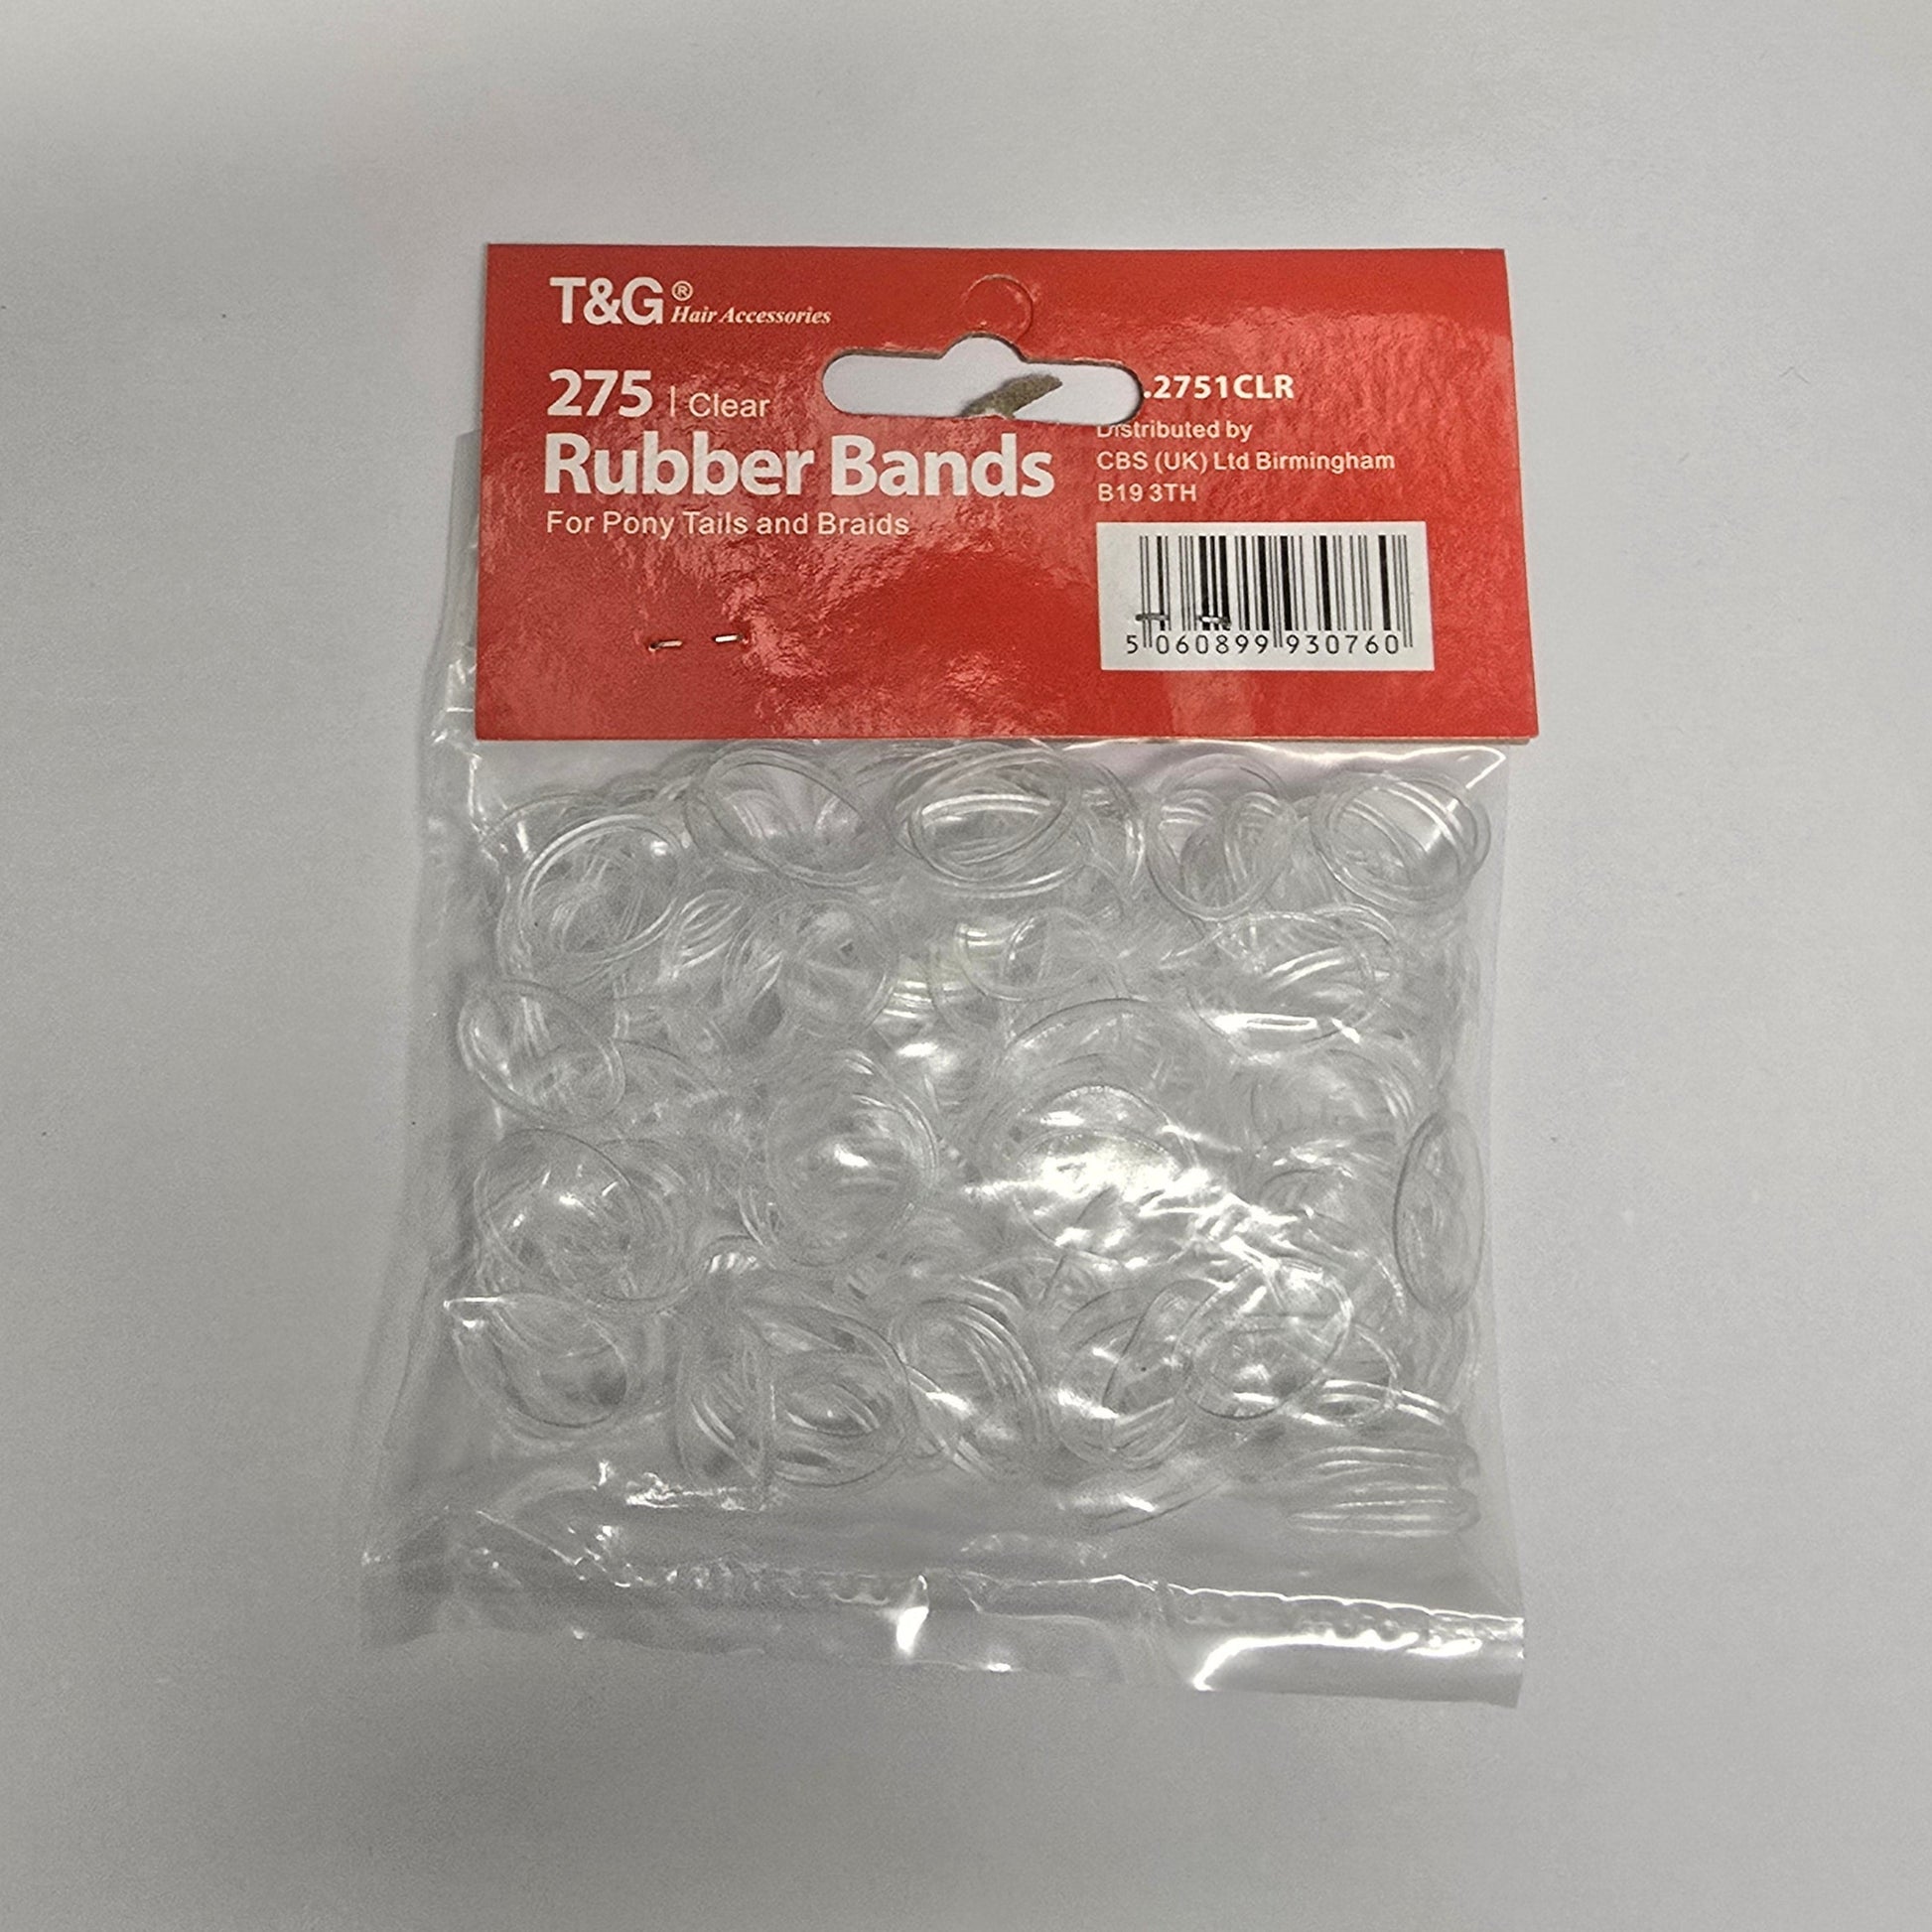 T&G® Hair Accessories
275 | Clear
Rubber Bands
For Pony Tails and Braids
.2751CLR
Distributed by
CBS (UK) Ltd Birmingham
B19 3TH
5 060899 930760